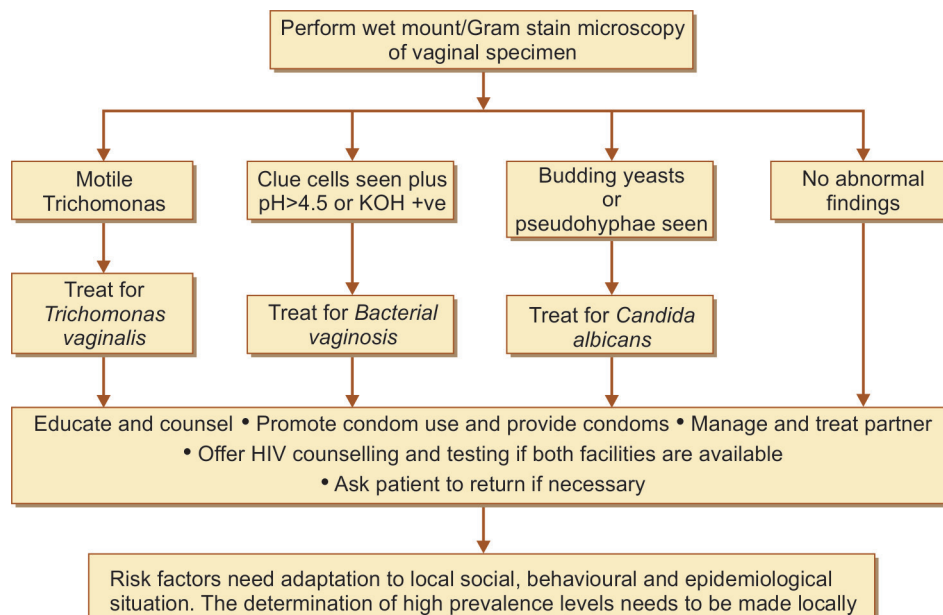 Perform wet mount/Gram stain microscopy
of vaginal specimen
Motile
Trichomonas
Clue cells seen plus
pH>4.5 or KOH +ve
Budding yeasts
or
pseudohyphae seen
No abnormal
findings
Treat for
Trichomonas
vaginalis
Treat for Bacterial
vaginosis
Treat for Candida
albicans
Educate and counsel • Promote condom use and provide condoms • Manage and treat partner
• Offer HIV counselling and testing if both facilities are available
• Ask patient to return if necessary
Risk factors need adaptation to local social, behavioural and epidemiological
situation. The determination of high prevalence levels needs to be made locally